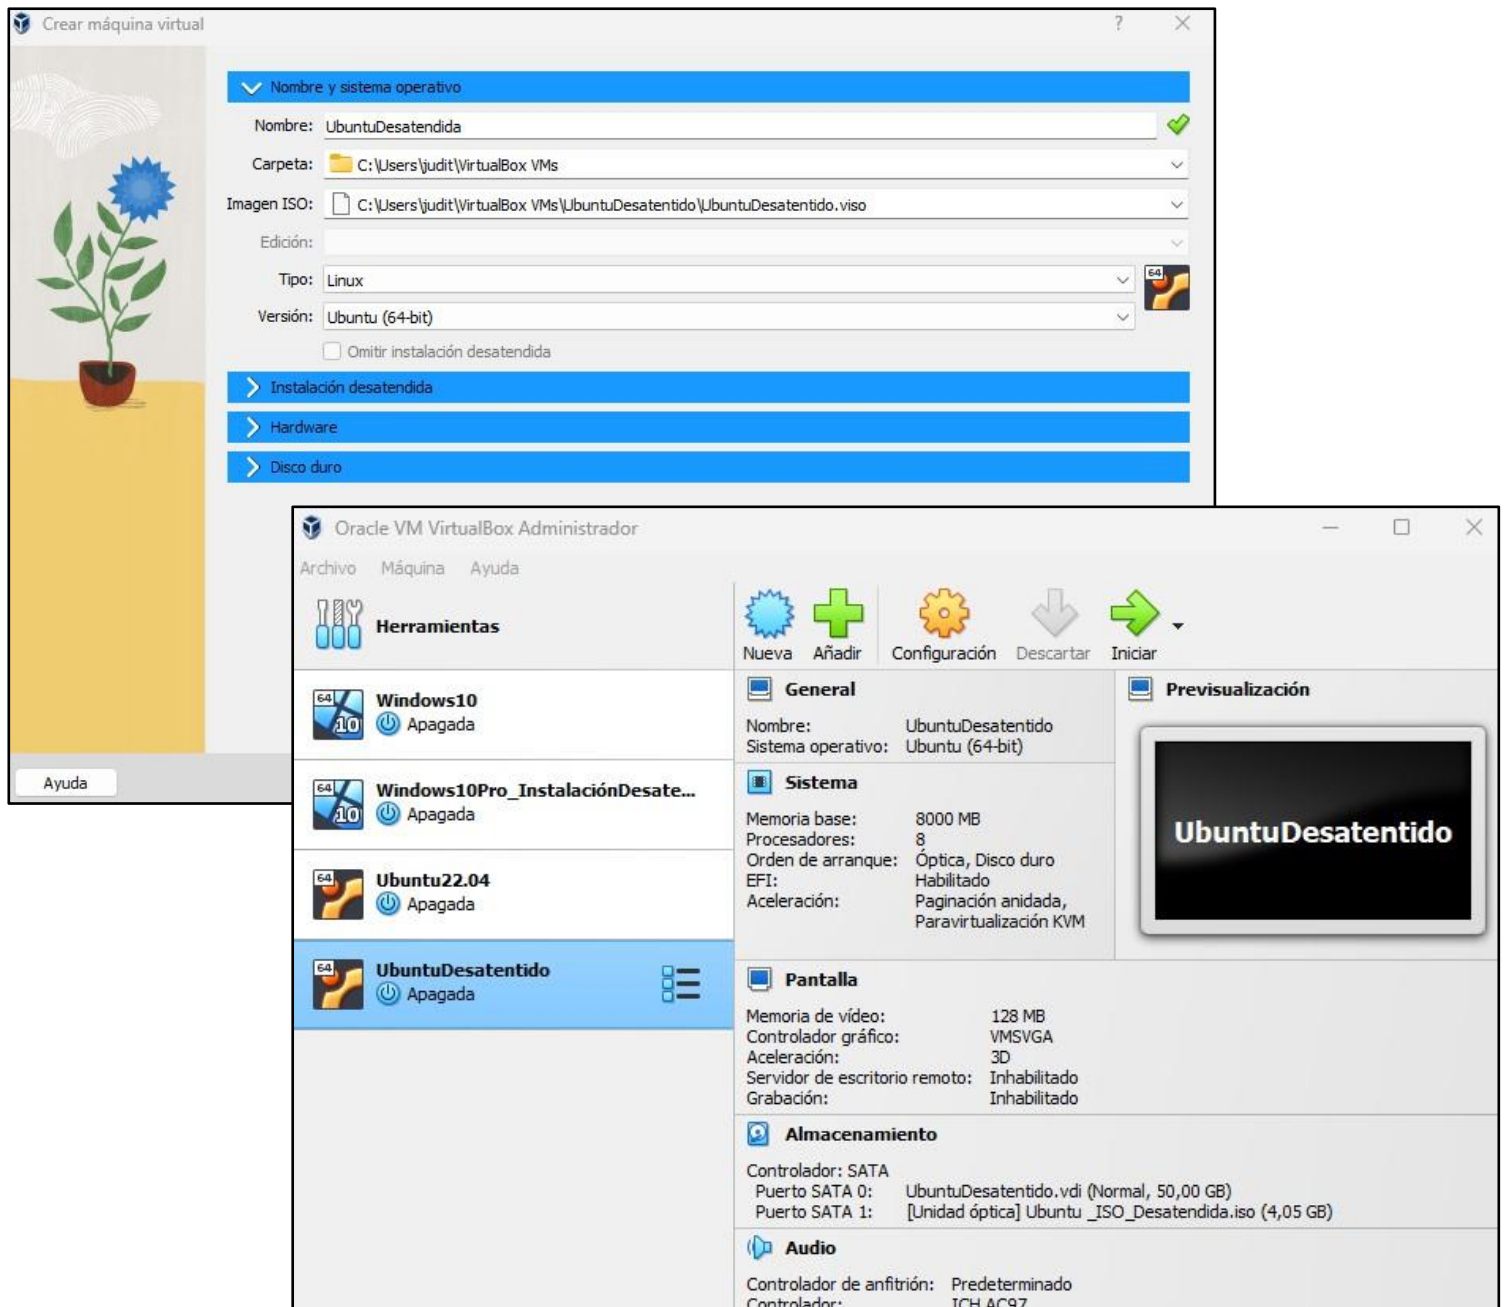 Crear máquina virtual
?
Nombre y sistema operativo
Nombre: UbuntuDesatendida
Carpeta: C:\Users\judit\VirtualBox VMs
Imagen ISO: C:\Users\judit\VirtualBox VMs\UbuntuDesatentido\UbuntuDesatentido.viso
Edición:
Tipo: Linux
64
Versión: Ubuntu (64-bit)
Omitir instalación desatendida
Instalación desatendida
Hardware
Disco duro
Ayuda
Oracle VM VirtualBox Administrador
Archivo Máquina Ayuda
Herramientas
Nueva Añadir Configuración Descartar Iniciar
64 10
Windows10
Apagada
64 10
Windows10Pro_InstalaciónDesate...
Apagada
64
Ubuntu22.04
Apagada
64
UbuntuDesatentido
Apagada
General
Nombre: UbuntuDesatentido
Sistema operativo: Ubuntu (64-bit)
Previsualización
UbuntuDesatentido
Sistema
Memoria base: 8000 MB
Procesadores: 8
Orden de arranque: Óptica, Disco duro
EFI: Habilitado
Aceleración: Paginación anidada,
Paravirtualización KVM
Pantalla
Memoria de vídeo: 128 MB
Controlador gráfico: VMSVGA
Aceleración: 3D
Servidor de escritorio remoto: Inhabilitado
Grabación: Inhabilitado
Almacenamiento
Controlador: SATA
Puerto SATA 0: UbuntuDesatentido.vdi (Normal, 50,00 GB)
Puerto SATA 1: [Unidad óptica] Ubuntu _ISO_Desatendida.iso (4,05 GB)
Audio
Controlador de anfitrión: Predeterminado
Controlador: ICH AC97